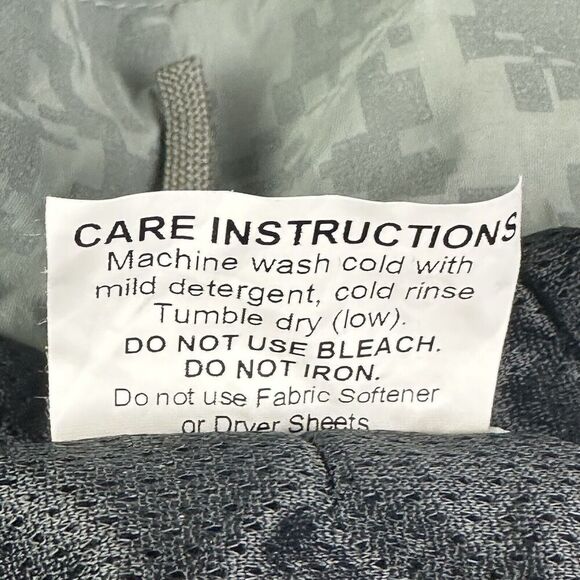 CARE INSTRUCTIONS
Machine wash cold with
mild detergent, cold rinse
Tumble dry (low).
DO NOT USE BLEACH.
DO NOT IRON.
Do not use Fabric Softener
or Dryer Sheets